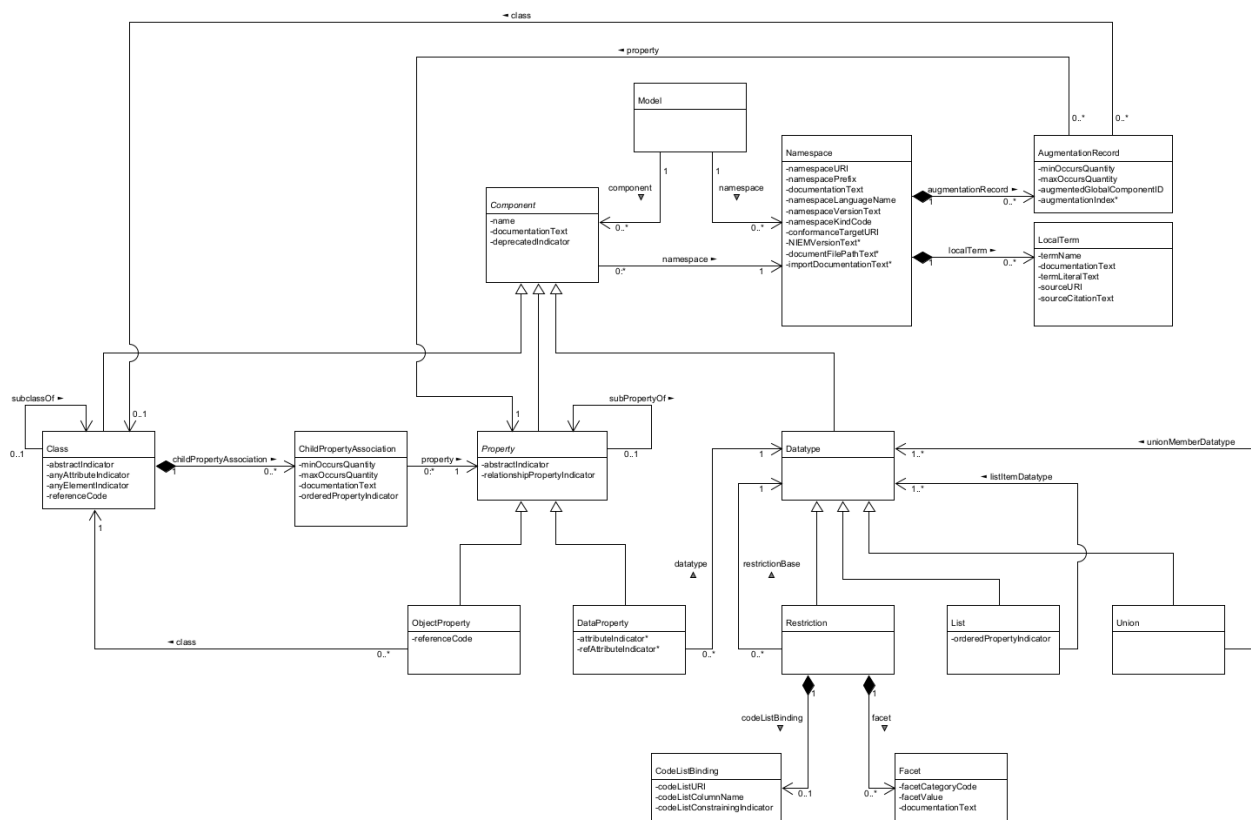 ◄ class
◄ property
Model
0..*
0..*
1
1
component
namespace
0..*
0..*
Namespace
-namespaceURI
-namespacePrefix
-documentationText
-namespaceLanguageName
-namespaceVersionText
-namespaceKindCode
-conformanceTargetURI
-NIEMVersionText*
-documentFilePathText*
-importDocumentationText*
augmentationRecord ►
1
0..*
AugmentationRecord
-minOccursQuantity
-maxOccursQuantity
-augmentedGlobalComponentID
-augmentationIndex*
localTerm ►
1
0..*
LocalTerm
-termName
-documentationText
-termLiteralText
-sourceURI
-sourceCitationText
Component
-name
-documentationText
-deprecatedIndicator
namespace ►
0:*
1
subclassOf ►
0..1
0..1
Class
-abstractIndicator
-anyAttributeIndicator
-anyElementIndicator
-referenceCode
childPropertyAssociation ►
1
0..*
ChildPropertyAssociation
-minOccursQuantity
-maxOccursQuantity
-documentationText
-orderedPropertyIndicator
property ►
0:*
1
1
subPropertyOf ►
0..1
Property
-abstractIndicator
-relationshipPropertyIndicator
Datatype
1
1
◄ unionMemberDatatype
1..*
◄ listItemDatatype
1..*
1
datatype
restrictionBase
◄ class
0..*
ObjectProperty
-referenceCode
DataProperty
-attributeIndicator*
-refAttributeIndicator*
0..*
0..*
Restriction
List
-orderedPropertyIndicator
Union
1
1
codeListBinding
facet
0..1
0..*
CodeListBinding
-codeListURI
-codeListColumnName
-codeListConstrainingIndicator
Facet
-facetCategoryCode
-facetValue
-documentationText